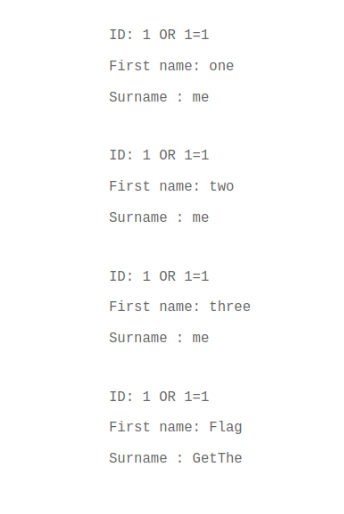 ID: 1 OR 1=1
First name: one
Surname : me
ID: 1 OR 1=1
First name: two
Surname : me
ID: 1 OR 1=1
First name: three
Surname : me
ID: 1 OR 1=1
First name: Flag
Surname : GetThe